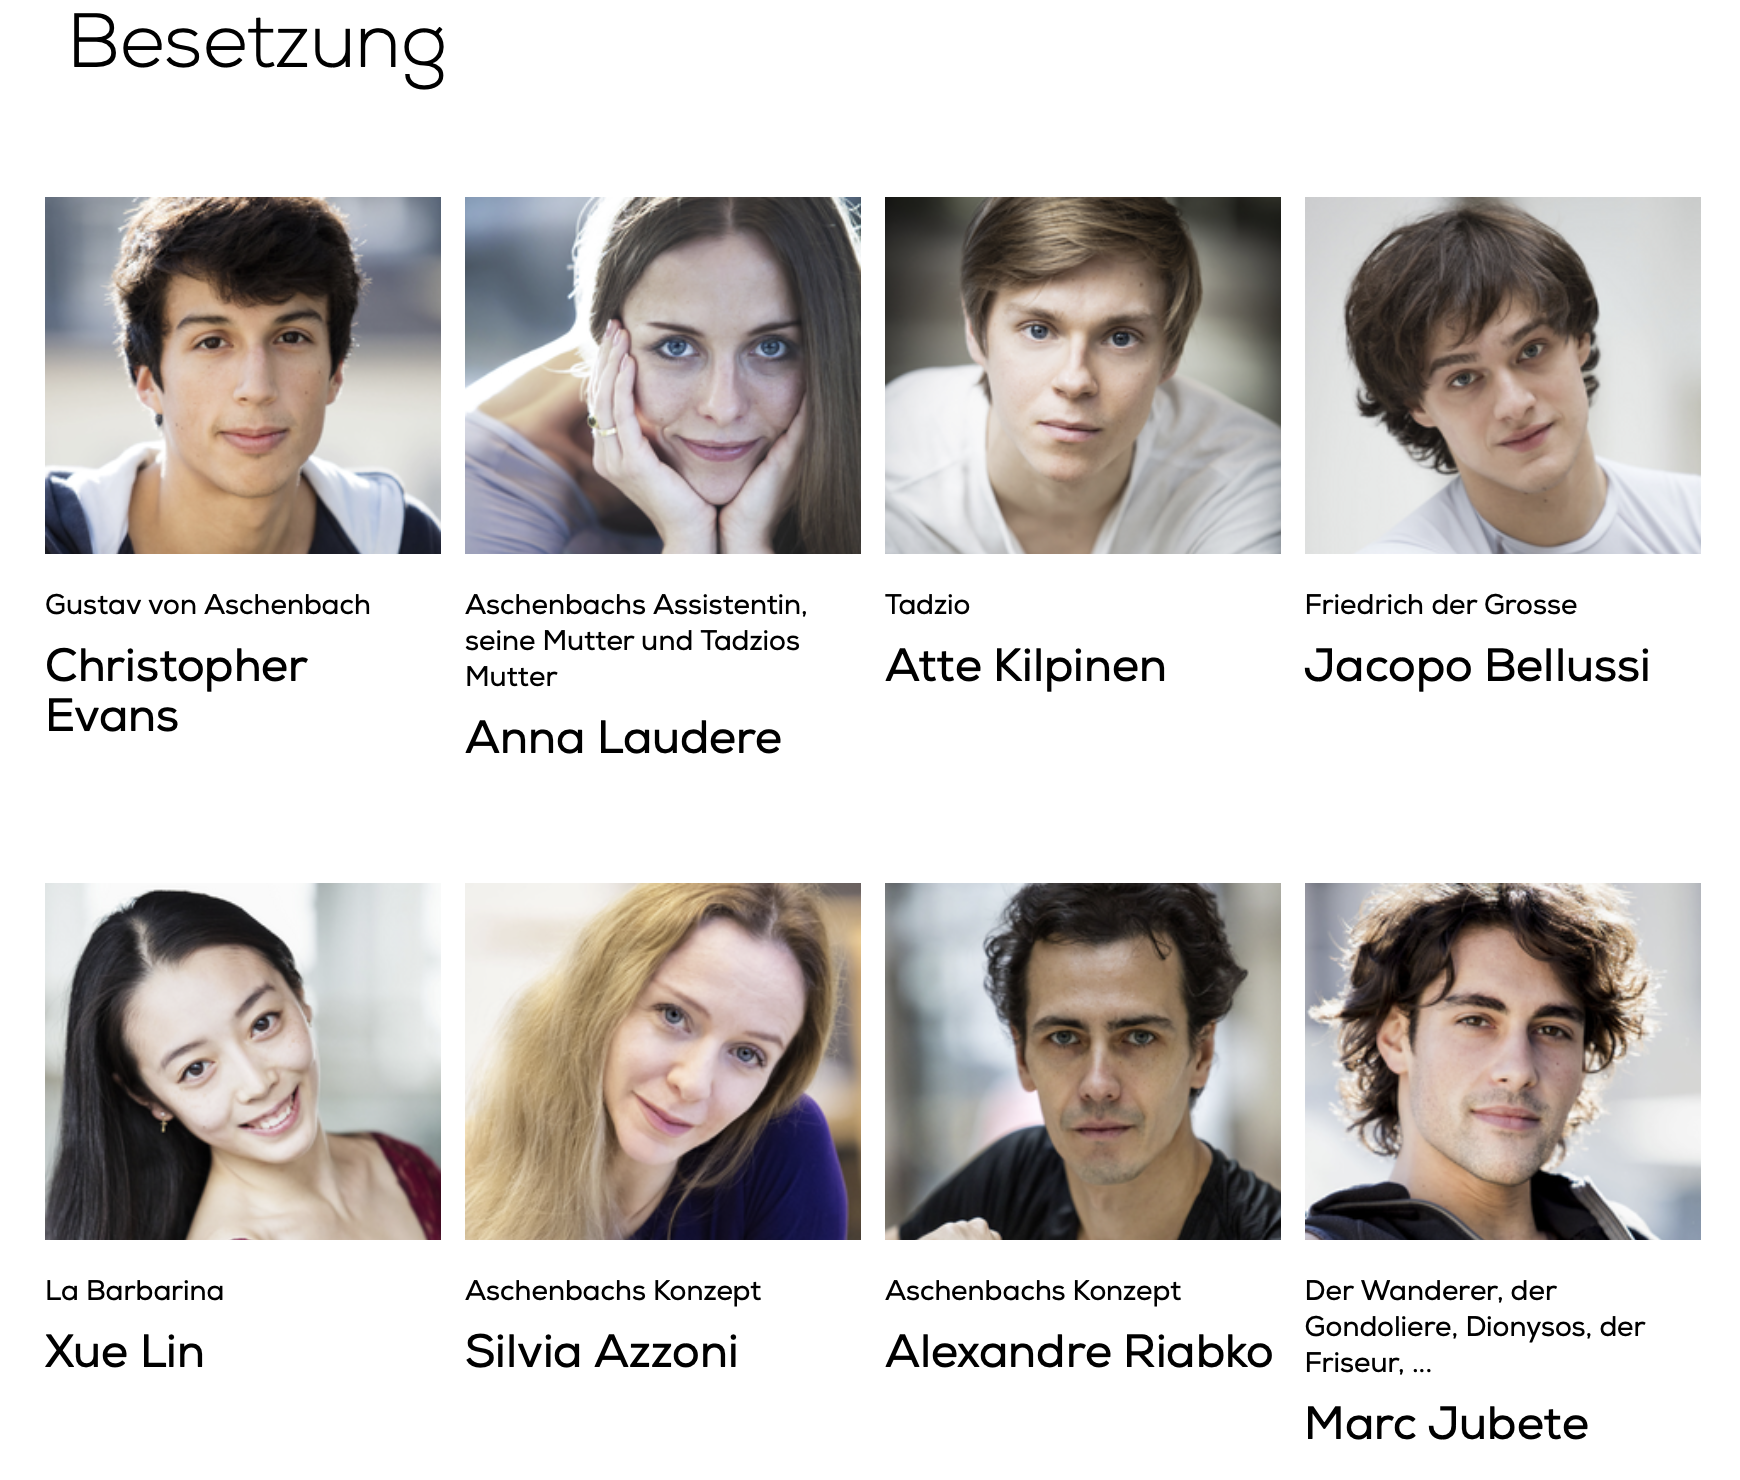 Besetzung
Gustav von Aschenbach
Christopher
Evans
Aschenbachs Assistentin,
seine Mutter und Tadzios
Mutter
Anna Laudere
Tadzio
Atte Kilpinen
Friedrich der Grosse
Jacopo Bellussi
La Barbarina
Xue Lin
Aschenbachs Konzept
Silvia Azzoni
Aschenbachs Konzept
Alexandre Riabko
Der Wanderer, der
Gondoliere, Dionysos, der
Friseur, ...
Marc Jubete